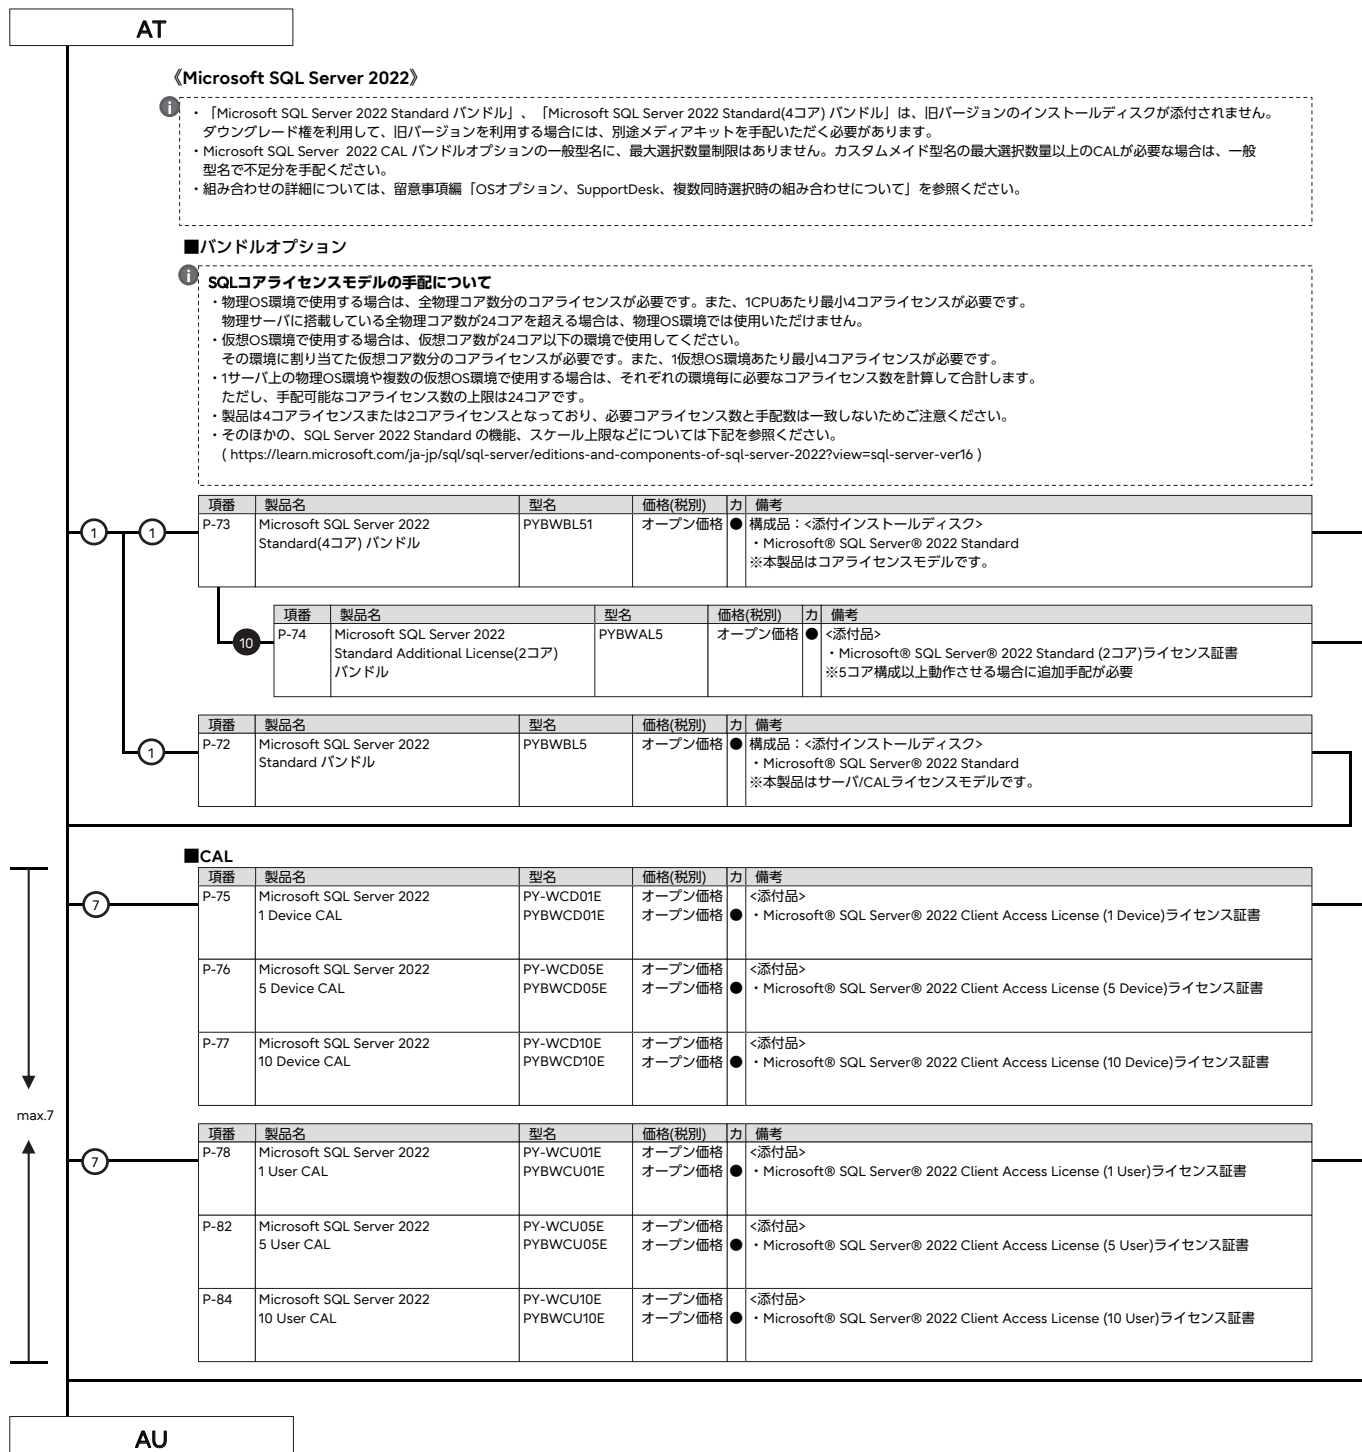 AT
《Microsoft SQL Server 2022》
・「Microsoft SQL Server 2022 Standard バンドル」、「Microsoft SQL Server 2022 Standard(4コア) バンドル」は、旧バージョンのインストールディスクが添付されません。
ダウングレード権を利用して、旧バージョンを利用する場合には、別途メディアキットを手配いただく必要があります。
・Microsoft SQL Server 2022 CAL バンドルオプションの一般型名に、最大選択数量制限はありません。カスタムメイド型名の最大選択数量以上のCALが必要な場合は、一般
型名で不足分を手配ください。
・組み合わせの詳細については、留意事項編「OSオプション、SupportDesk、複数同時選択時の組み合わせについて」を参照ください。
■バンドルオプション
SQLコアライセンスモデルの手配について
・物理OS環境で使用する場合は、全物理コア数分のコアライセンスが必要です。また、1CPUあたり最小4コアライセンスが必要です。
物理サーバに搭載している全物理コア数が24コアを超える場合は、物理OS環境では使用いただけません。
・仮想OS環境で使用する場合は、仮想コア数が24コア以下の環境で使用してください。
その環境に割り当てた仮想コア数分のコアライセンスが必要です。また、1仮想OS環境あたり最小4コアライセンスが必要です。
・1サーバ上の物理OS環境や複数の仮想OS環境で使用する場合は、それぞれの環境毎に必要なコアライセンス数を計算して合計します。
ただし、手配可能なコアライセンス数の上限は24コアです。
・製品は4コアライセンスまたは2コアライセンスとなっており、必要コアライセンス数と手配数は一致しないためご注意ください。
・そのほかの、SQL Server 2022 Standard の機能、スケール上限などについては下記を参照ください。
( https://learn.microsoft.com/ja-jp/sql/sql-server/editions-and-components-of-sql-server-2022?view=sql-server-ver16 )
項番 製品名 型名 価格(税別) カ 備考
1 1 P-73 Microsoft SQL Server 2022 PYBWBL51 オープン価格 ● 構成品：<添付インストールディスク>
Standard(4コア) バンドル ・Microsoft® SQL Server® 2022 Standard
※本製品はコアライセンスモデルです。
項番 製品名 型名 価格(税別) カ 備考
10 P-74 Microsoft SQL Server 2022 PYBWAL5 オープン価格 ● <添付品>
Standard Additional License(2コア) ・Microsoft® SQL Server® 2022 Standard (2コア)ライセンス証書
バンドル ※5コア構成以上動作させる場合に追加手配が必要
項番 製品名 型名 価格(税別) カ 備考
1 P-72 Microsoft SQL Server 2022 PYBWBL5 オープン価格 ● 構成品：<添付インストールディスク>
Standard バンドル ・Microsoft® SQL Server® 2022 Standard
※本製品はサーバ/CALライセンスモデルです。
■CAL
項番 製品名 型名 価格(税別) カ 備考
7 P-75 Microsoft SQL Server 2022 PY-WCD01E オープン価格 <添付品>
1 Device CAL PYBWCD01E オープン価格 ● ・Microsoft® SQL Server® 2022 Client Access License (1 Device)ライセンス証書
P-76 Microsoft SQL Server 2022 PY-WCD05E オープン価格 <添付品>
5 Device CAL PYBWCD05E オープン価格 ● ・Microsoft® SQL Server® 2022 Client Access License (5 Device)ライセンス証書
P-77 Microsoft SQL Server 2022 PY-WCD10E オープン価格 <添付品>
10 Device CAL PYBWCD10E オープン価格 ● ・Microsoft® SQL Server® 2022 Client Access License (10 Device)ライセンス証書
max.7
項番 製品名 型名 価格(税別) カ 備考
7 P-78 Microsoft SQL Server 2022 PY-WCU01E オープン価格 <添付品>
1 User CAL PYBWCU01E オープン価格 ● ・Microsoft® SQL Server® 2022 Client Access License (1 User)ライセンス証書
P-82 Microsoft SQL Server 2022 PY-WCU05E オープン価格 <添付品>
5 User CAL PYBWCU05E オープン価格 ● ・Microsoft® SQL Server® 2022 Client Access License (5 User)ライセンス証書
P-84 Microsoft SQL Server 2022 PY-WCU10E オープン価格 <添付品>
10 User CAL PYBWCU10E オープン価格 ● ・Microsoft® SQL Server® 2022 Client Access License (10 User)ライセンス証書
AU